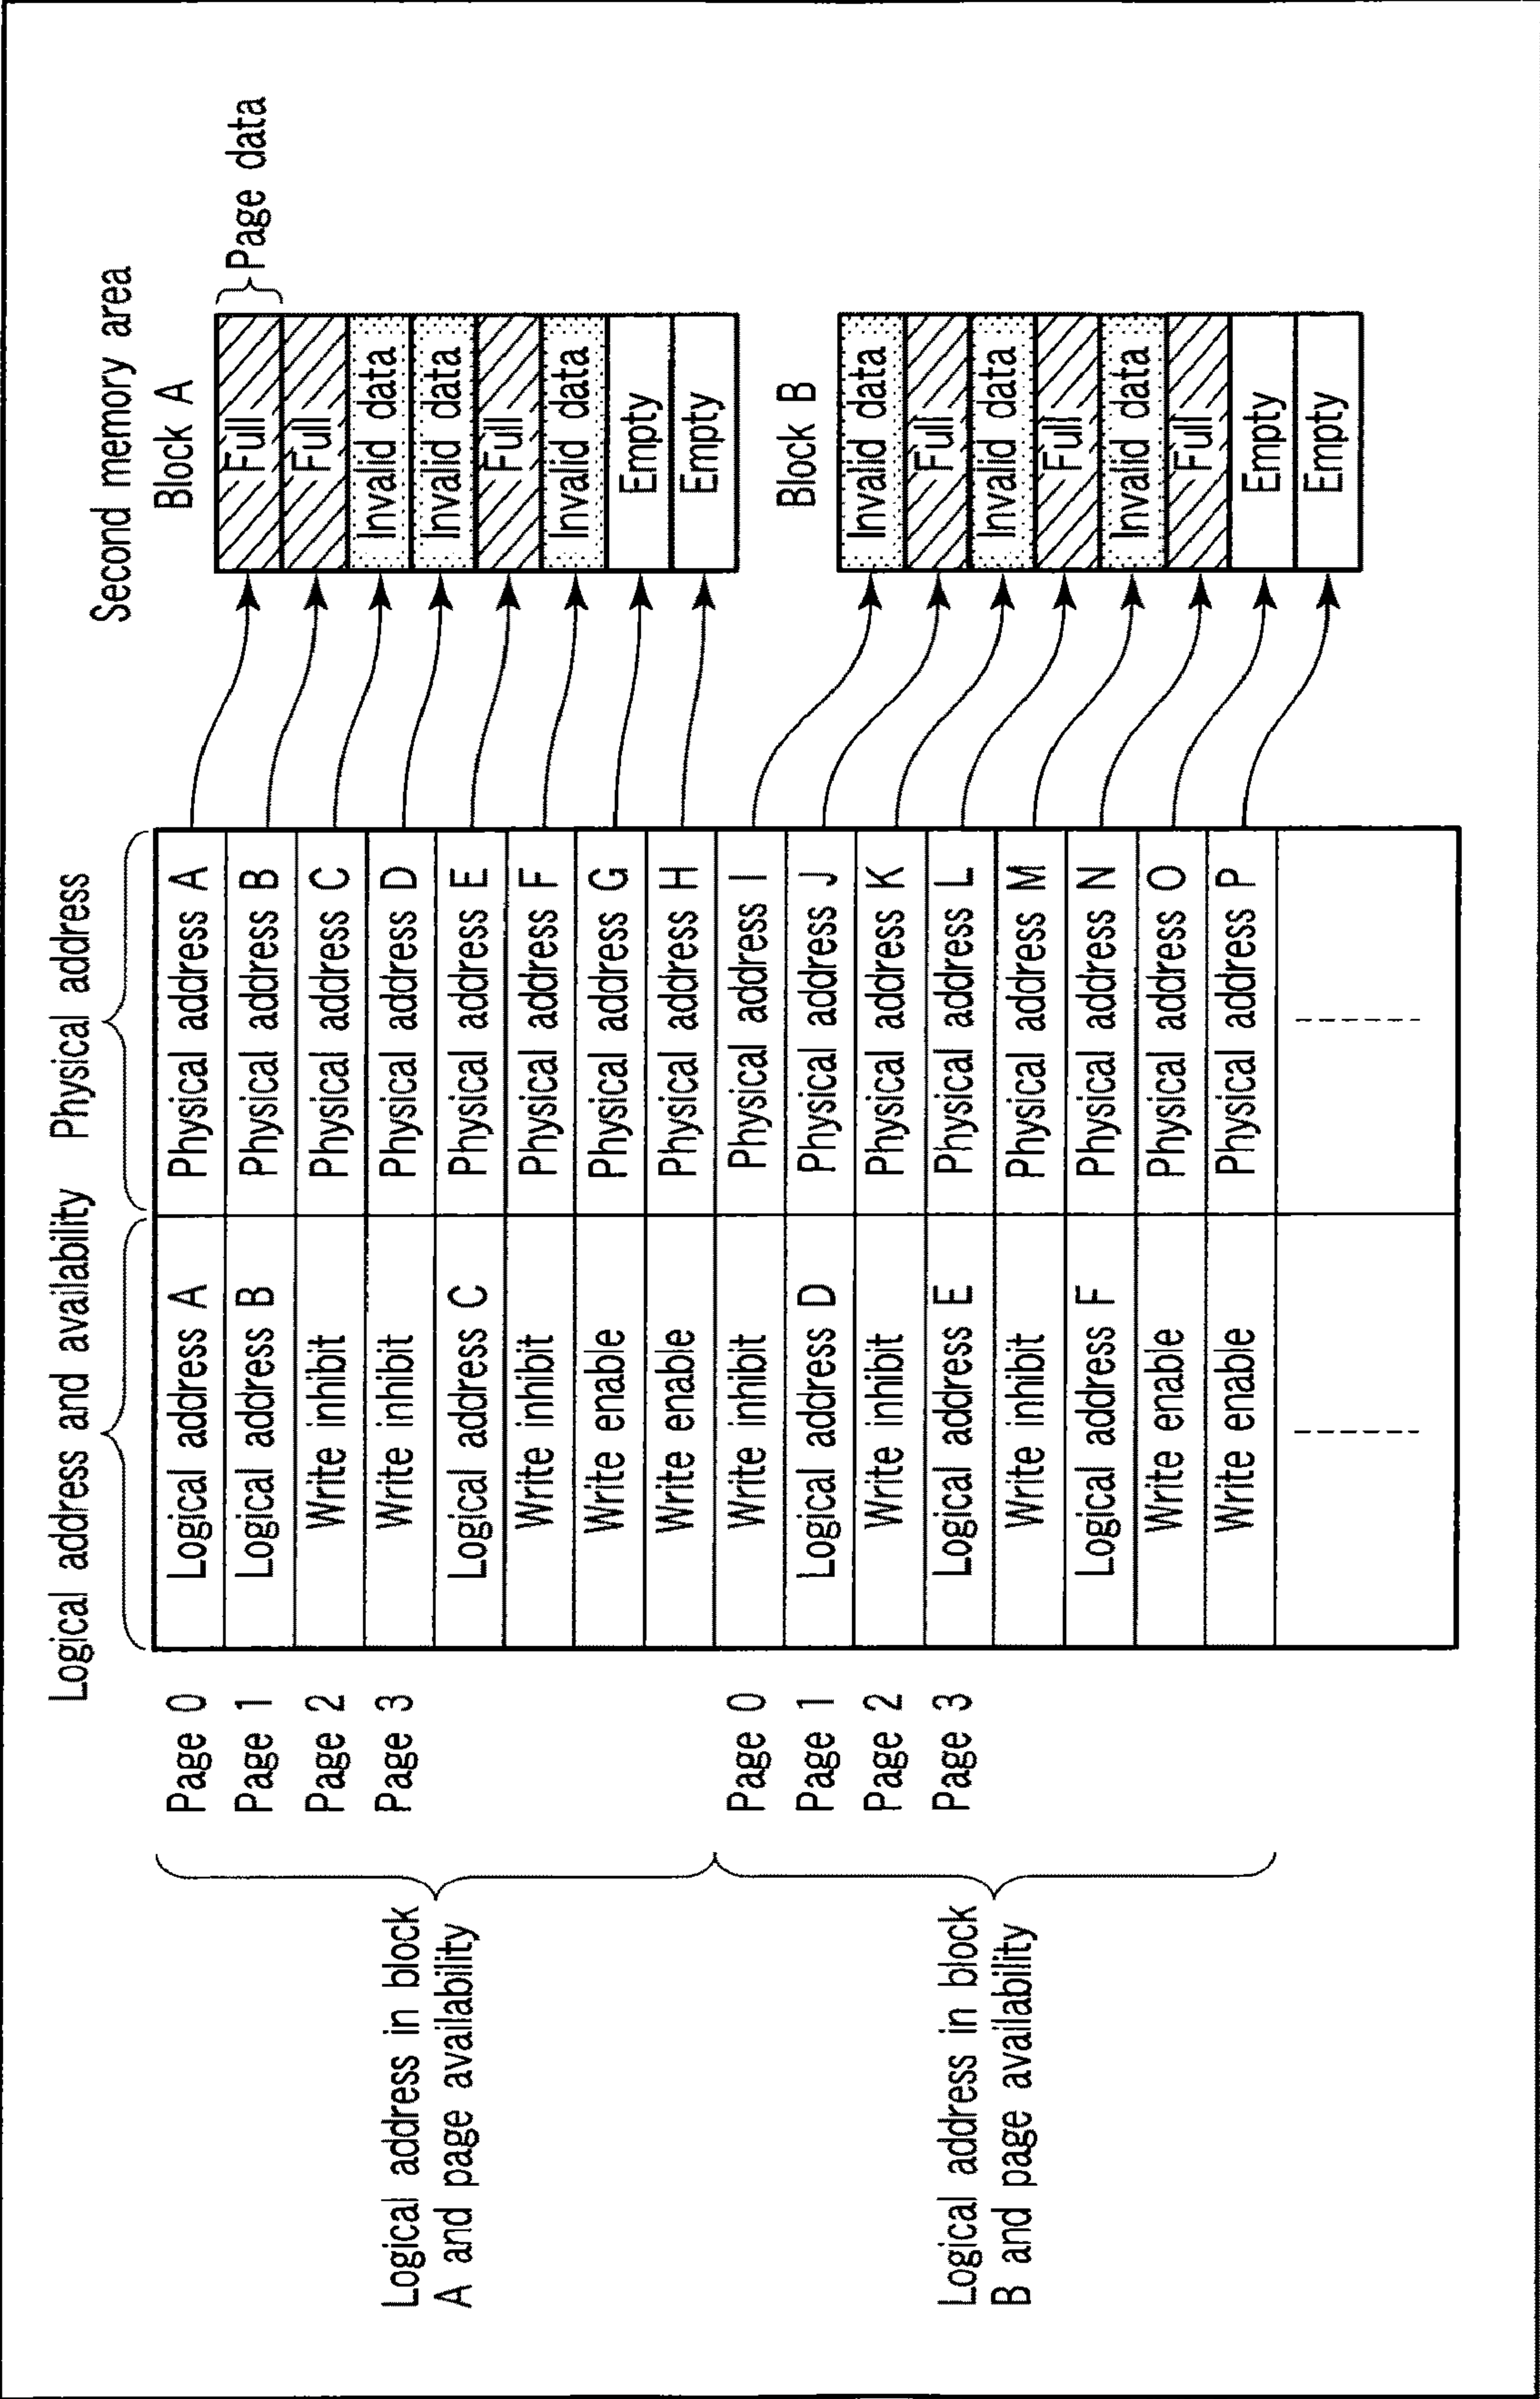 Logical address and availability
Physical address
Second memory area
Block A
Page data
Page 0
Logical address A
Physical address A
Full
Page 1
Logical address B
Physical address B
Full
Page 2
Write inhibit
Physical address C
Invalid data
Page 3
Write inhibit
Physical address D
Invalid data
Logical address in block
A and page availability
Logical address C
Physical address E
Full
Write inhibit
Physical address F
Invalid data
Write enable
Physical address G
Empty
Write enable
Physical address H
Empty
Block B
Page 0
Write inhibit
Physical address I
Invalid data
Page 1
Logical address D
Physical address J
Full
Page 2
Write inhibit
Physical address K
Invalid data
Page 3
Logical address E
Physical address L
Full
Logical address in block
B and page availability
Write inhibit
Physical address M
Invalid data
Logical address F
Physical address N
Full
Write enable
Physical address O
Empty
Write enable
Physical address P
Empty